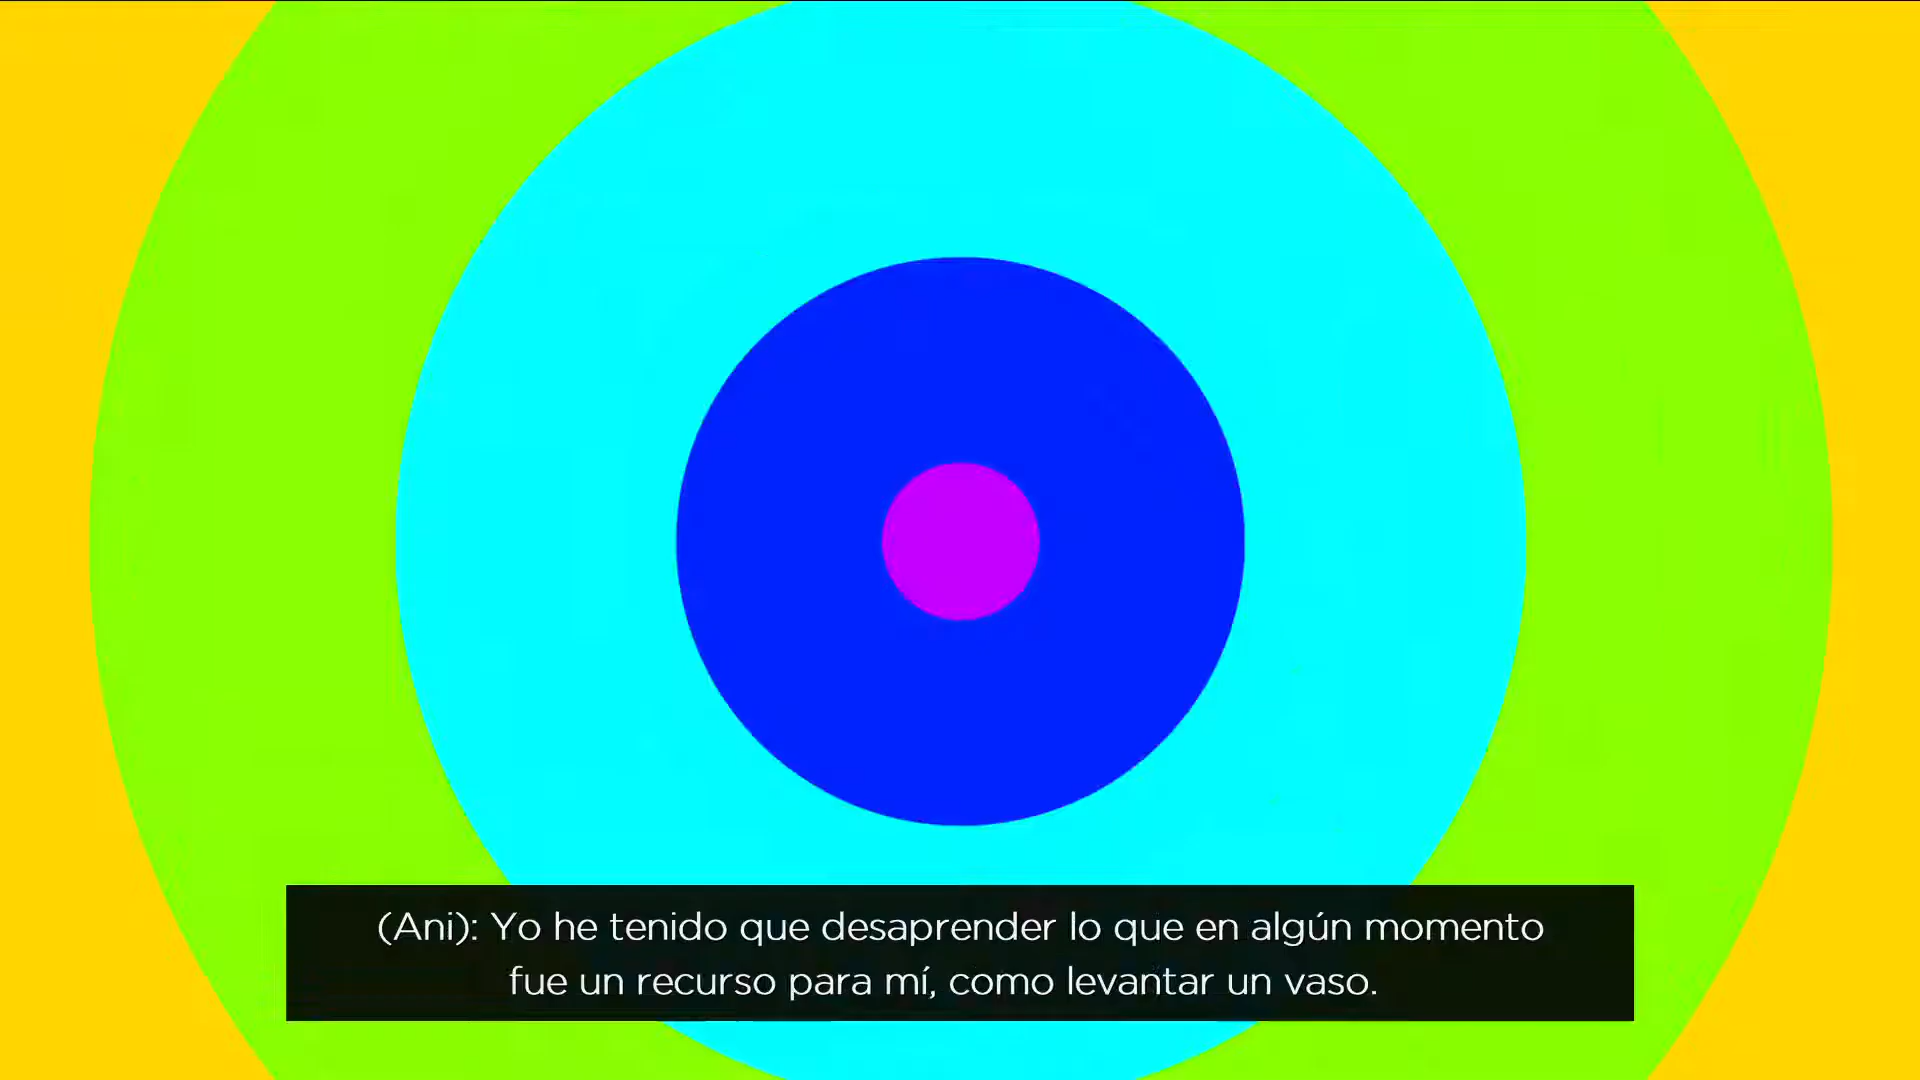 (Ani): Yo he tenido que desaprender lo que en algún momento
fue un recurso para mí, como levantar un vaso.